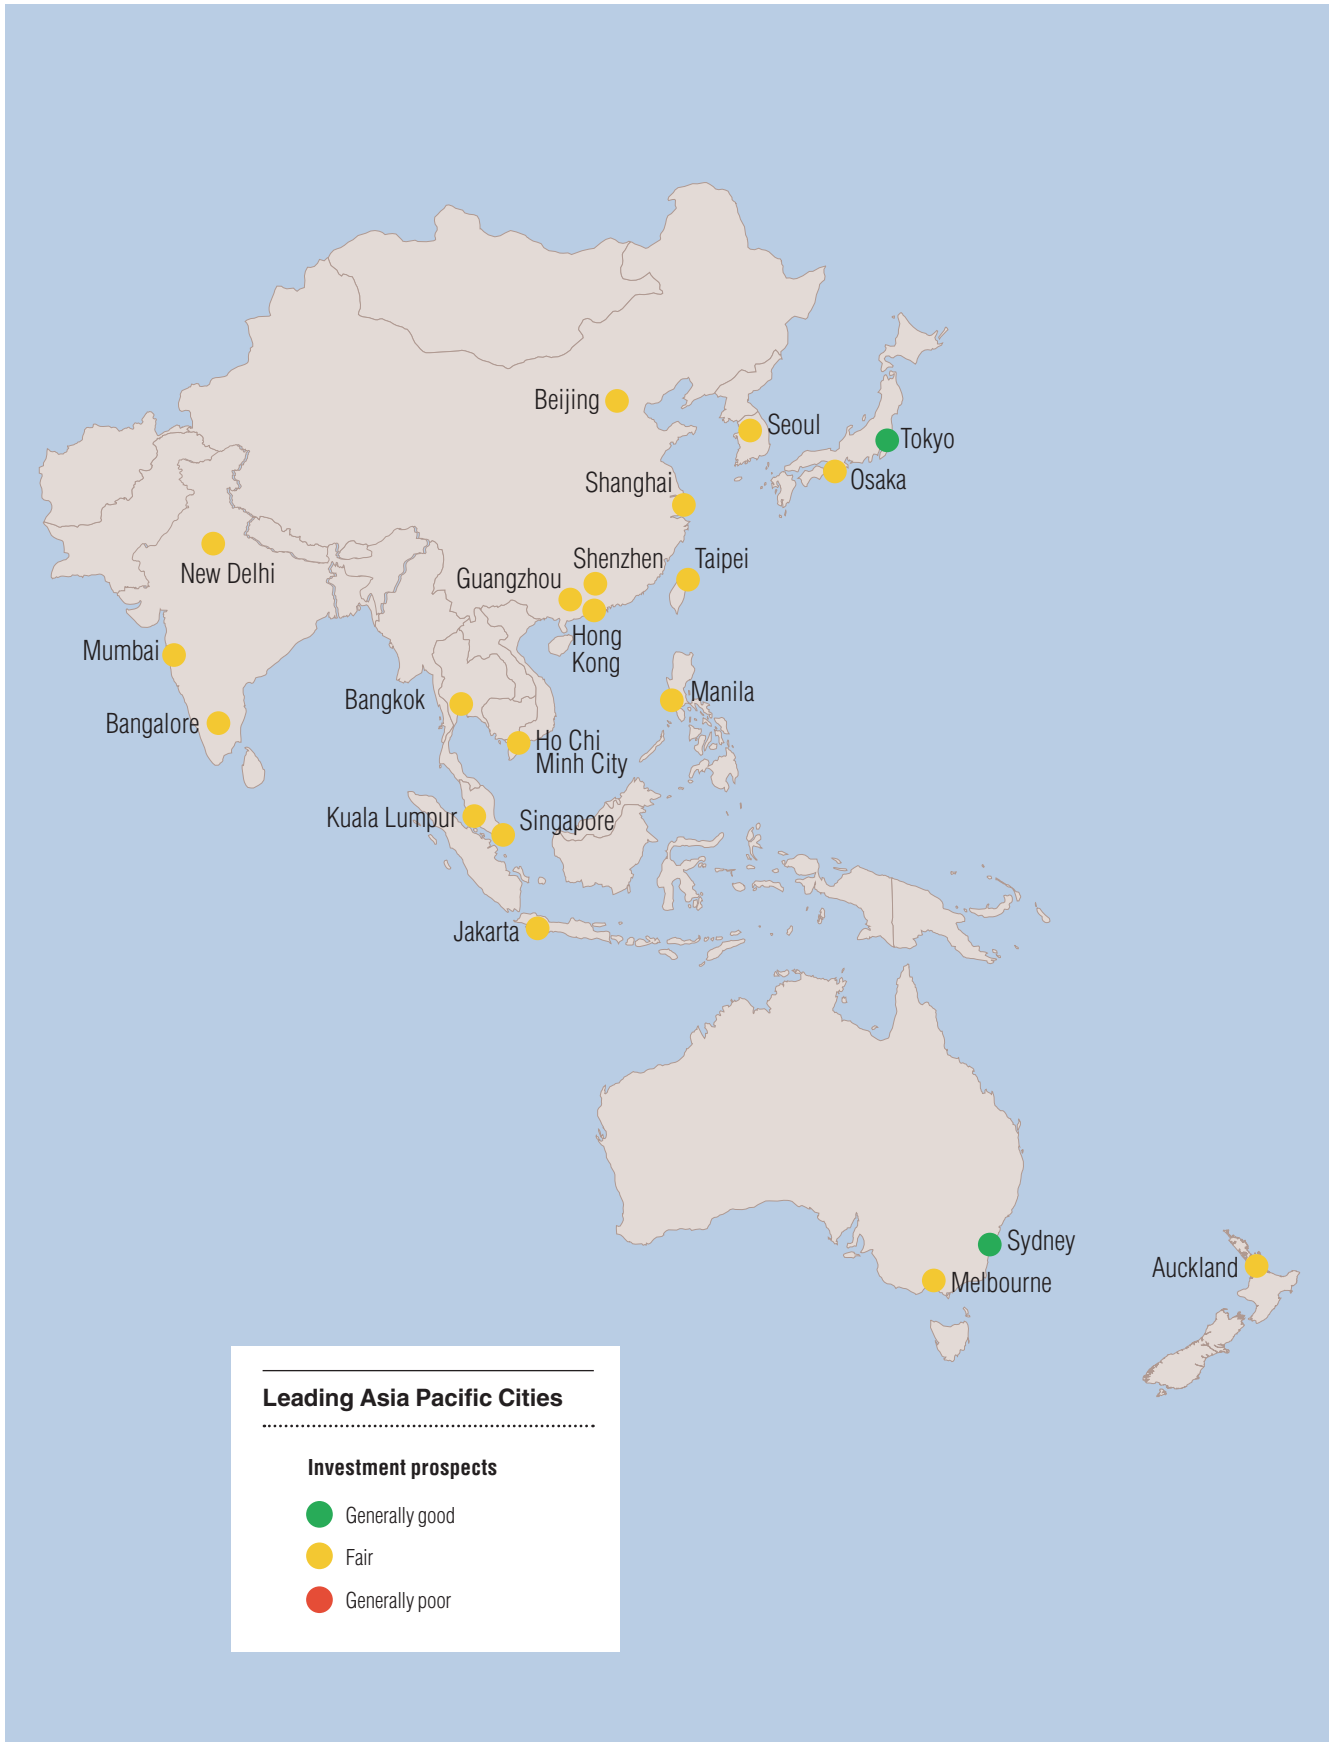 Beijing
Seoul
Tokyo
Osaka
Shanghai
Shenzhen
Taipei
New Delhi
Guangzhou
Hong
Kong
Mumbai
Manila
Bangkok
Bangalore
Ho Chi
Minh City
Kuala Lumpur
Singapore
Jakarta
Sydney
Auckland
Melbourne
Leading Asia Pacific Cities
Investment prospects
Generally good
Fair
Generally poor